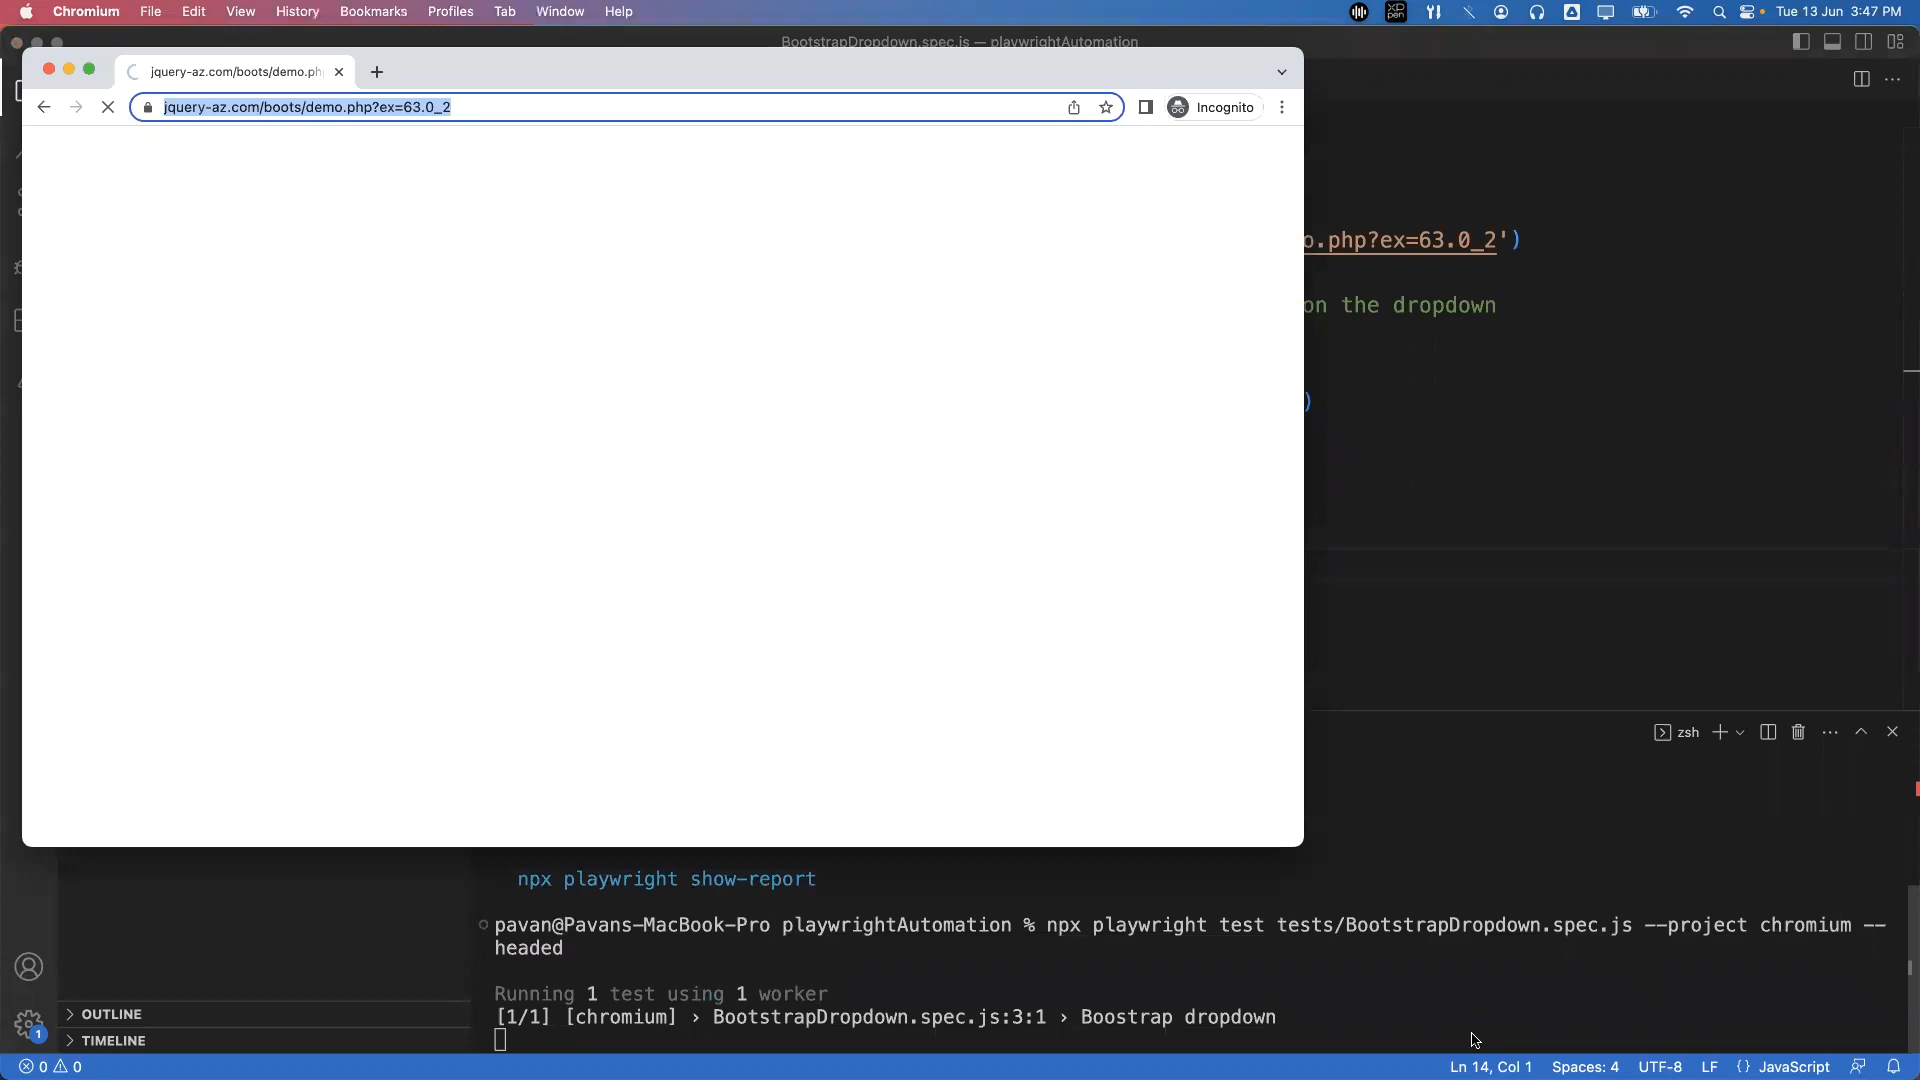 Chromium File Edit View History Bookmarks Profiles Tab Window Help
XP pen
Tue 13 Jun 3:47 PM
BootstrapDropdown.spec.js — playwrightAutomation
jquery-az.com/boots/demo.ph
jquery-az.com/boots/demo.php?ex=63.0_2
Incognito
o.php?ex=63.0_2')
on the dropdown
)
zsh
npx playwright show-report
pavan@Pavans-MacBook-Pro playwrightAutomation % npx playwright test tests/BootstrapDropdown.spec.js --project chromium --
headed
Running 1 test using 1 worker
[1/1] [chromium] › BootstrapDropdown.spec.js:3:1 › Boostrap dropdown
OUTLINE
TIMELINE
1
0 0
Ln 14, Col 1 Spaces: 4 UTF-8 LF {} JavaScript